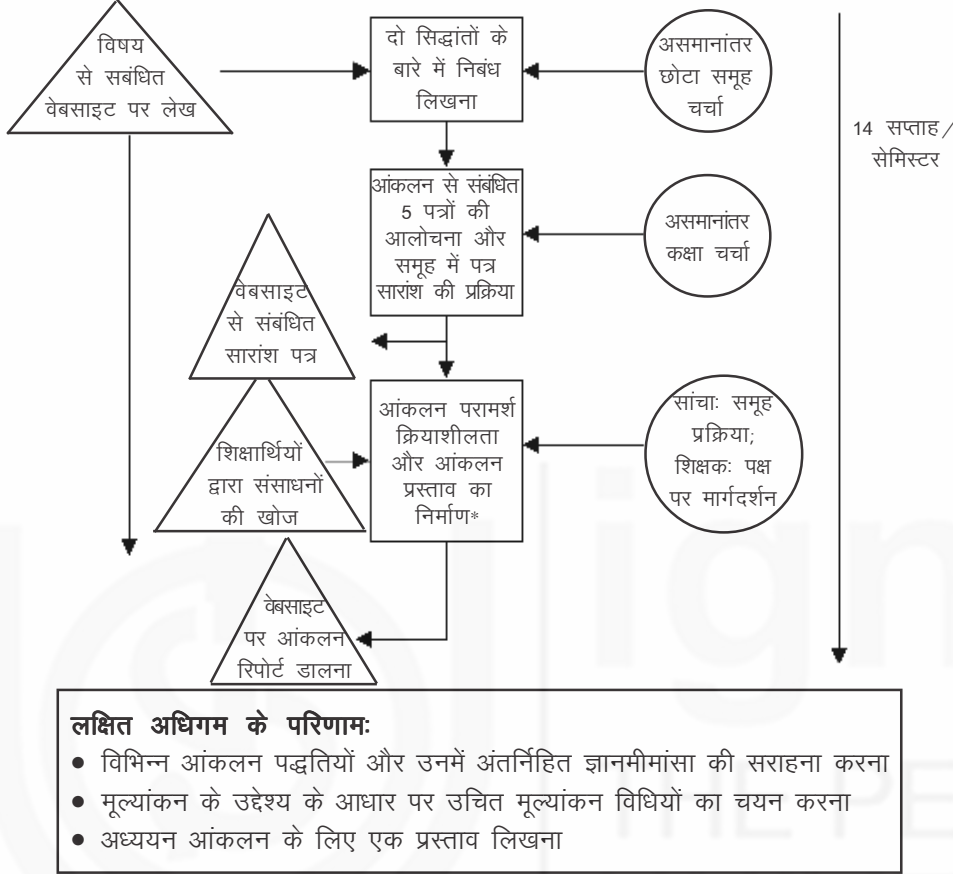 विषय
से सबंधित
वेबसाइट पर लेख
दो सिद्धांतों के
बारे में निबंध
लिखना
असमानांतर
छोटा समूह
चर्चा
14 सप्ताह/
सेमिस्टर
आंकलन से संबंधित
5 पत्रों की
आलोचना और
समूह में पत्र
सारांश की प्रक्रिया
असमानांतर
कक्षा चर्चा
वेबसाइट
से संबंधित
सारांश पत्र
शिक्षार्थियों
द्वारा संसाधनों
की खोज
आंकलन परामर्श
क्रियाशीलता
और आंकलन
प्रस्ताव का
निर्माण*
सांचाः समूह
प्रक्रिया;
शिक्षकः पक्ष
पर मार्गदर्शन
वेबसाइट
पर आंकलन
रिपोर्ट डालना
लक्षित अधिगम के परिणामः
• विभिन्न आंकलन पद्धतियों और उनमें अंतर्निहित ज्ञानमीमांसा की सराहना करना
• मूल्यांकन के उद्देश्य के आधार पर उचित मूल्यांकन विधियों का चयन करना
• अध्ययन आंकलन के लिए एक प्रस्ताव लिखना
ign
THE PE